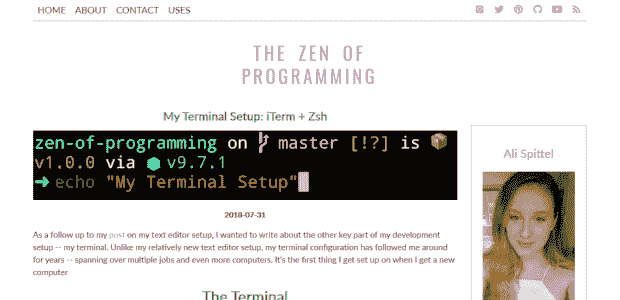 HOME ABOUT CONTACT USES
THE ZEN OF
PROGRAMMING
My Terminal Setup: iTerm + Zsh
zen-of-programming on master [!?] is
v1.0.0 via v9.7.1
echo "My Terminal Setup"
2018-07-31
As a follow up to my post on my text editor setup, I wanted to write about the other key part of my development
setup -- my terminal. Unlike my relatively new text editor setup, my terminal configuration has followed me around
for years -- spanning over multiple jobs and even more computers. It's the first thing I get set up on when I get a new
computer
The Terminal
Ali Spittel